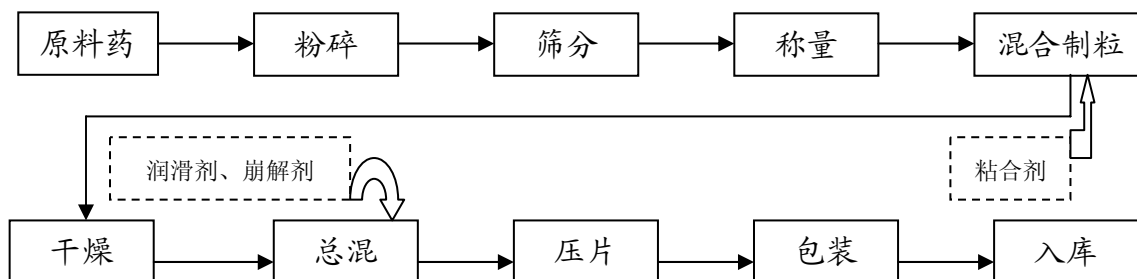 原料药
粉碎
筛分
称量
混合制粒
润滑剂、崩解剂
粘合剂
干燥
总混
压片
包装
入库